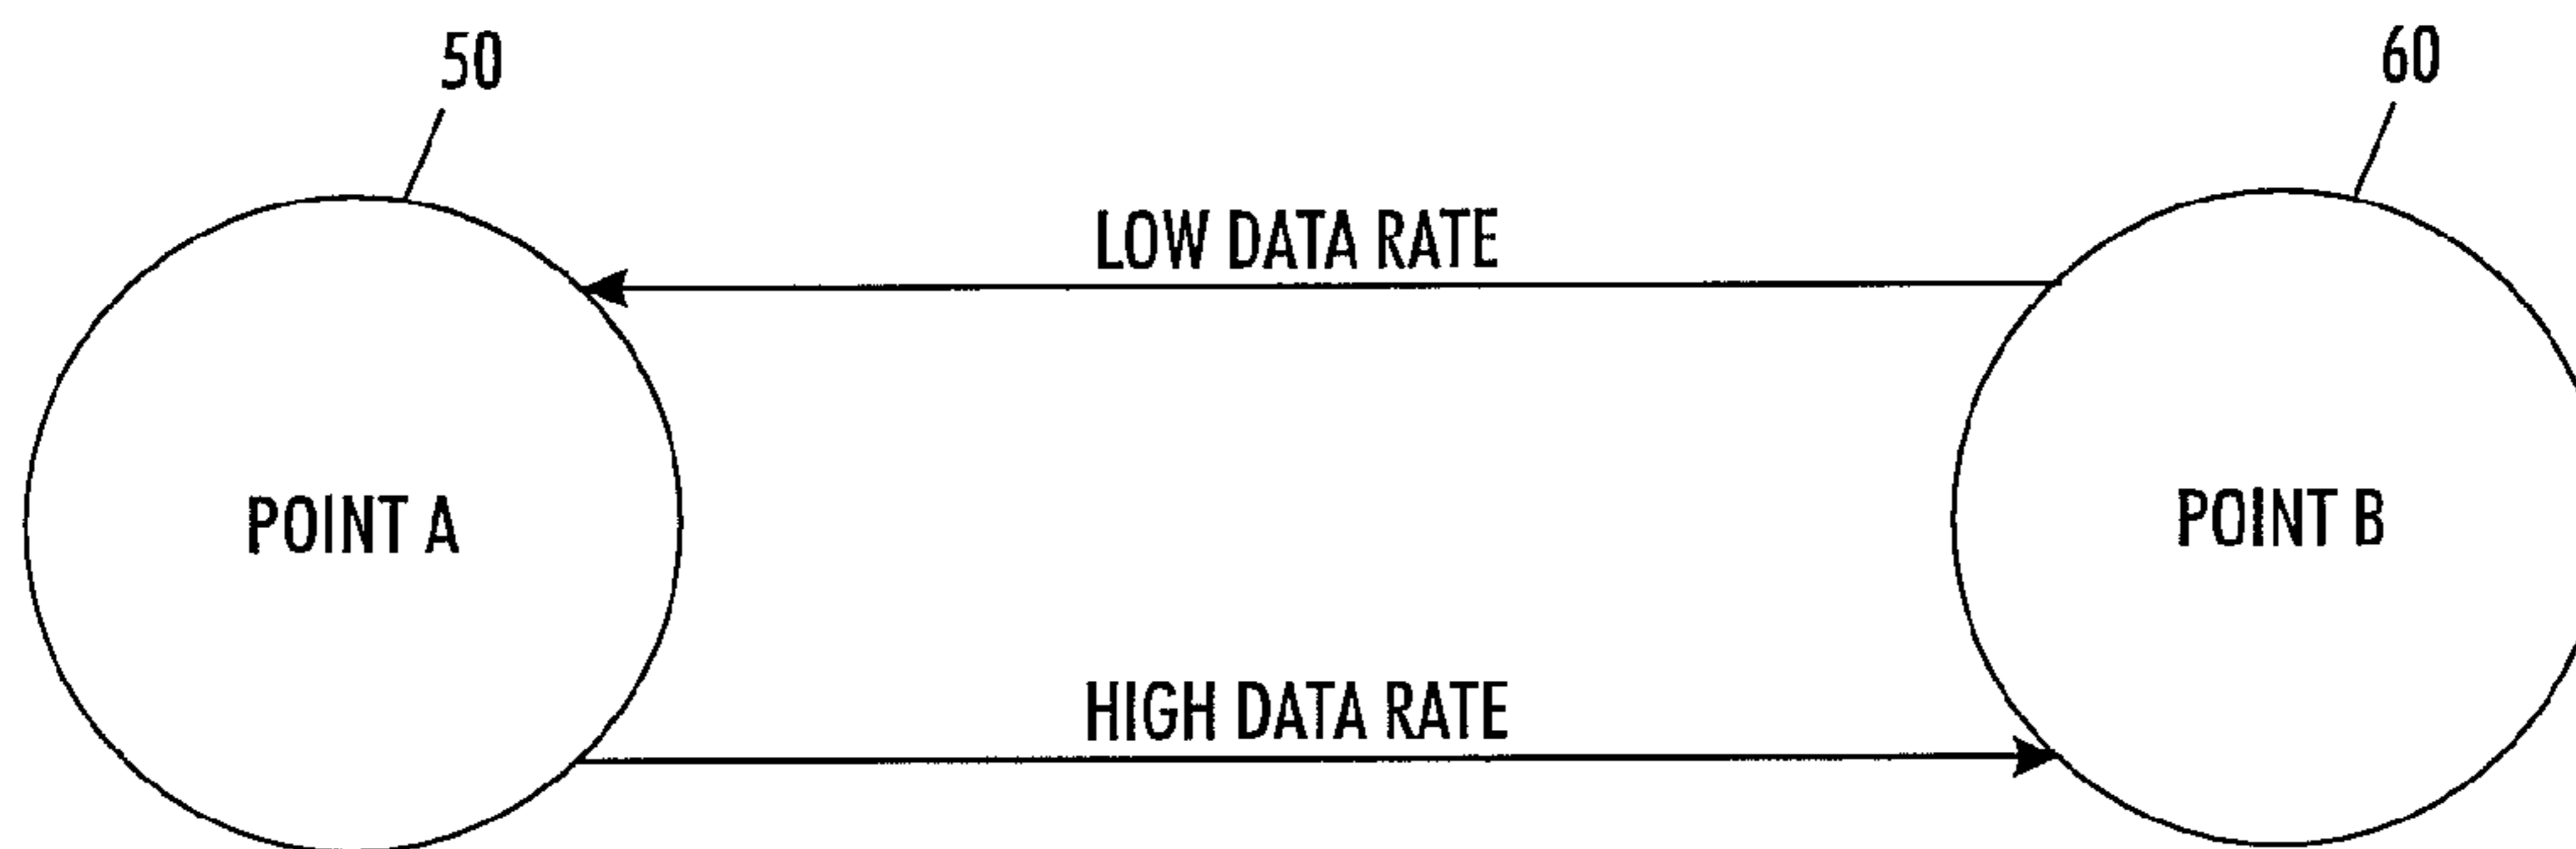 50
60
LOW DATA RATE
POINT A
POINT B
HIGH DATA RATE